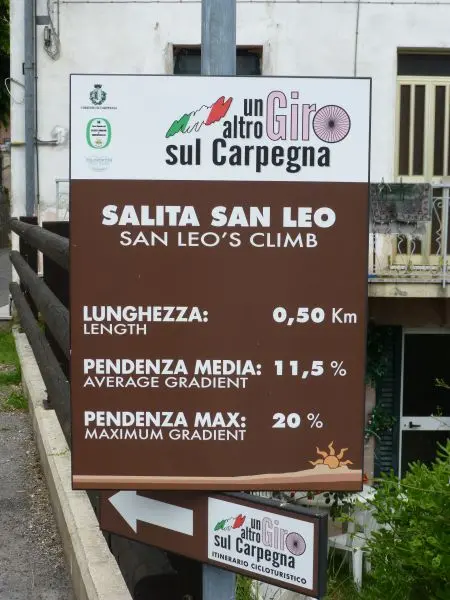 un
altro Giro
sul Carpegna
SALITA SAN LEO
SAN LEO'S CLIMB
LUNGHEZZA: 0,50 Km
LENGTH
PENDENZA MEDIA: 11,5 %
AVERAGE GRADIENT
PENDENZA MAX: 20 %
MAXIMUM GRADIENT
un
altro Giro
sul Carpegna
ITINERARIO CICLOTURISTICO